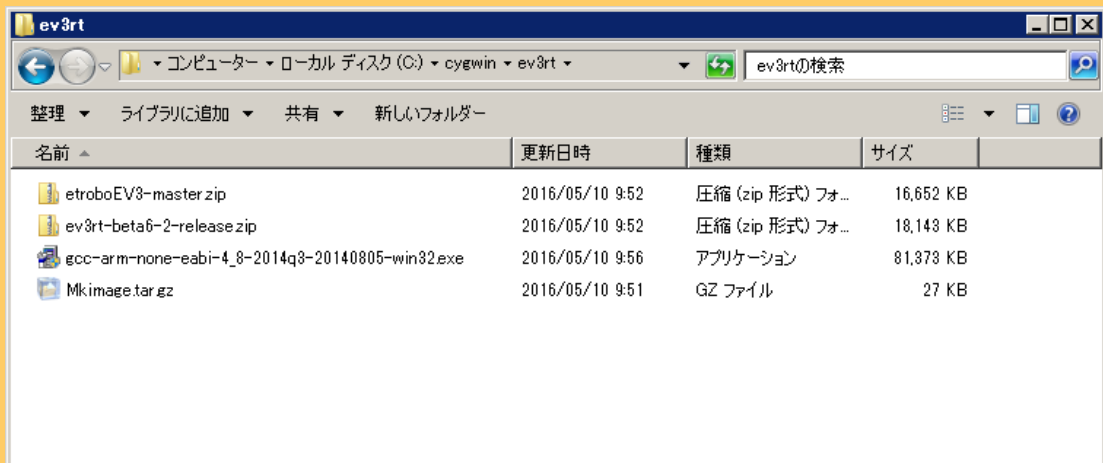 ev3rt
コンピューター ローカル ディスク (C:) cygwin ev3rt
ev3rtの検索
整理 ライブラリに追加 共有 新しいフォルダー
名前 更新日時 種類 サイズ
etroboEV3-master.zip 2016/05/10 9:52 圧縮 (zip 形式) フォ... 16,652 KB
ev3rt-beta6-2-release.zip 2016/05/10 9:52 圧縮 (zip 形式) フォ... 18,143 KB
gcc-arm-none-eabi-4_8-2014q3-20140805-win32.exe 2016/05/10 9:56 アプリケーション 81,373 KB
Mkimage.tar.gz 2016/05/10 9:51 GZ ファイル 27 KB